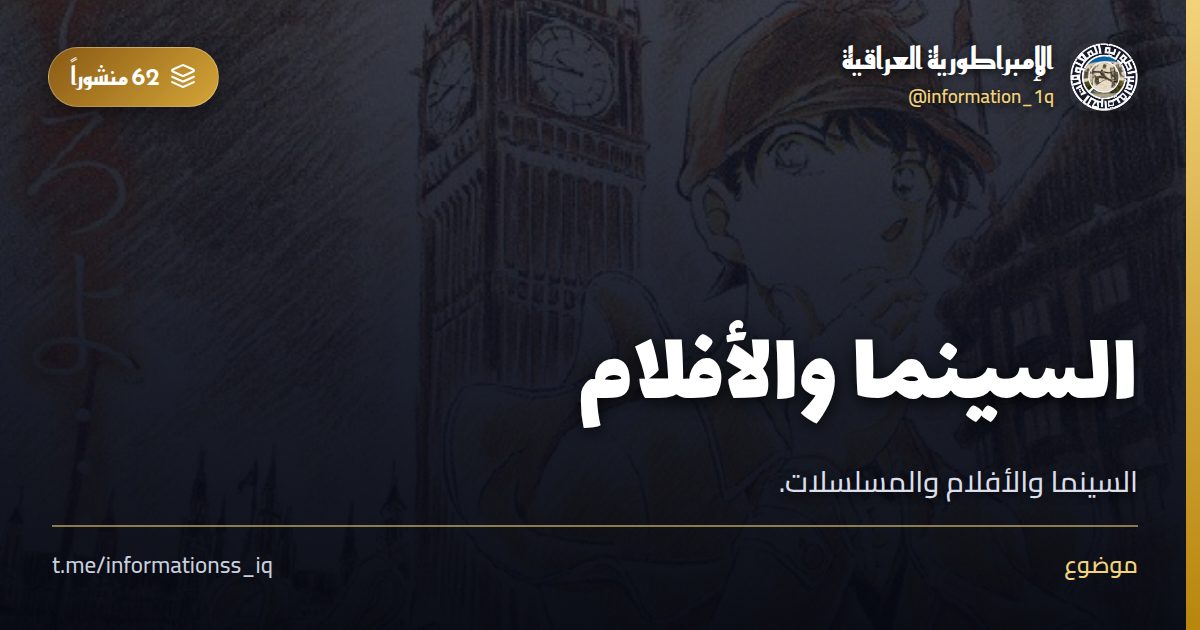 الإمبراطورية العراقية
@information_1q
62 منشوراً
السينما والأفلام
السينما والأفلام والمسلسلات.
موضوع
t.me/informationss_iq